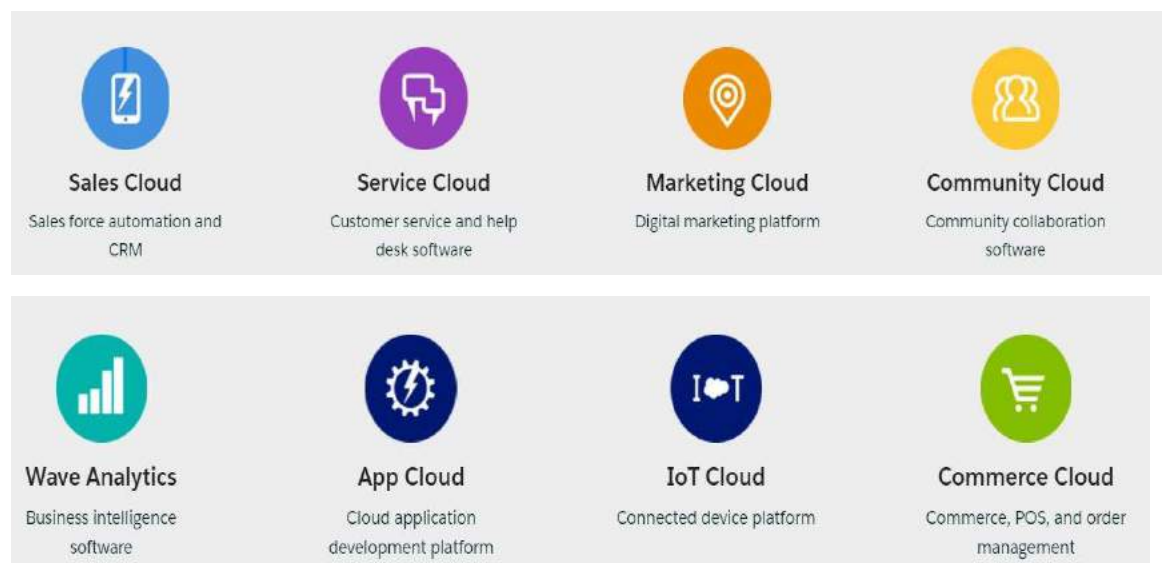 Sales Cloud
Sales force automation and
CRM
Service Cloud
Customer service and help
desk software
Marketing Cloud
Digital marketing platform
Community Cloud
Community collaboration
software
Wave Analytics
Business intelligence
software
App Cloud
Cloud application
development platform
IoT
IoT Cloud
Connected device platform
Commerce Cloud
Commerce, POS, and order
management